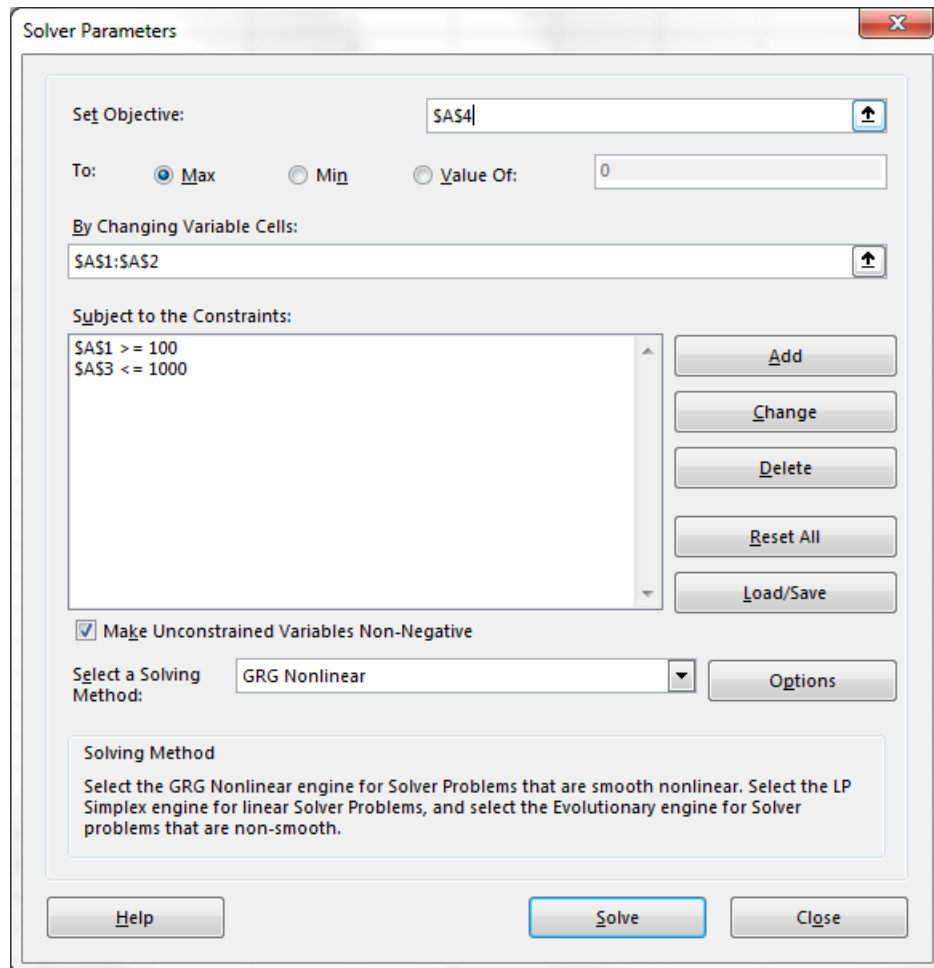 Solver Parameters
X
Set Objective: $A$4
To: Max Min Value Of: 0
By Changing Variable Cells:
$A$1:$A$2
Subject to the Constraints:
$A$1 >= 100
$A$3 <= 1000
Add
Change
Delete
Reset All
Load/Save
Make Unconstrained Variables Non-Negative
Select a Solving
Method:
GRG Nonlinear
Options
Solving Method
Select the GRG Nonlinear engine for Solver Problems that are smooth nonlinear. Select the LP
Simplex engine for linear Solver Problems, and select the Evolutionary engine for Solver
problems that are non-smooth.
Help Solve Close